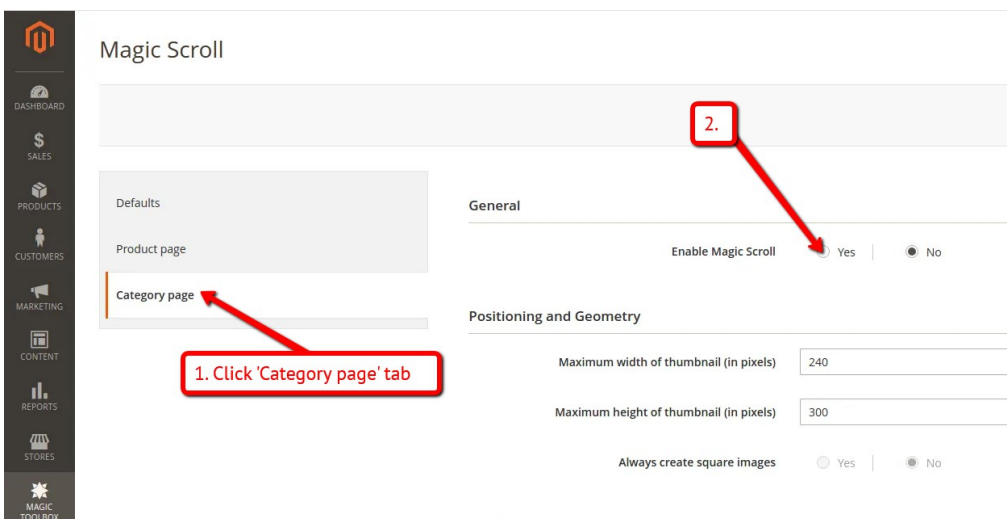 Magic Scroll
DASHBOARD
SALES
PRODUCTS
CUSTOMERS
MARKETING
CONTENT
REPORTS
STORES
MAGIC
TOOLBOX
Defaults
Product page
Category page
1. Click 'Category page' tab
2.
General
Enable Magic Scroll Yes No
Positioning and Geometry
Maximum width of thumbnail (in pixels) 240
Maximum height of thumbnail (in pixels) 300
Always create square images Yes No